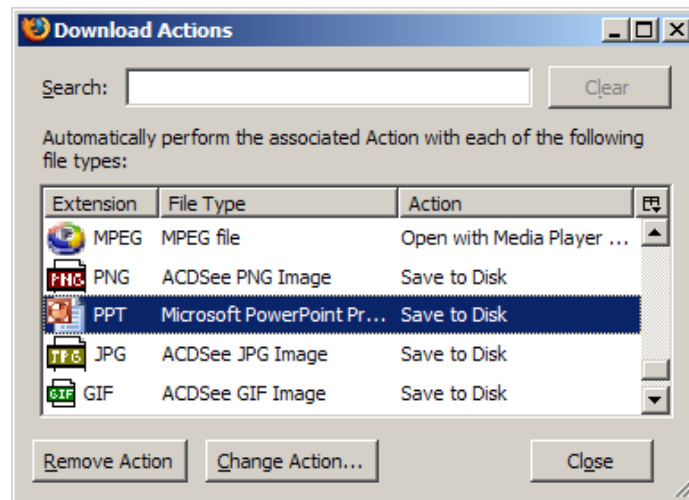 Download Actions
Search:
Clear
Automatically perform the associated Action with each of the following
file types:
Extension File Type Action
MPEG MPEG file Open with Media Player ...
PNG PNG ACDSee PNG Image Save to Disk
PPT Microsoft PowerPoint Pr... Save to Disk
JPG JPG ACDSee JPG Image Save to Disk
GIF GIF ACDSee GIF Image Save to Disk
Remove Action Change Action... Close